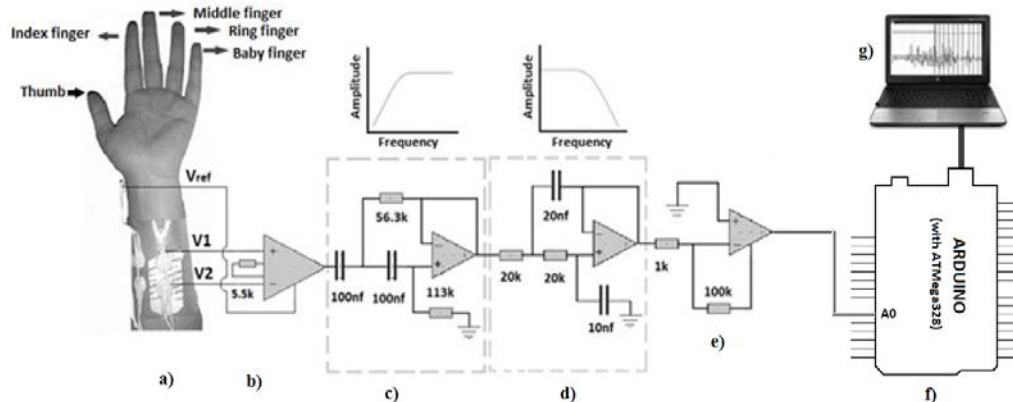 Middle finger
Index finger
Ring finger
Baby finger
Thumb
Amplitude
Frequency
Amplitude
Frequency
g)
Vref
V1
V2
5.5k
100nf
100nf
56.3k
113k
20k
20k
20nf
10nf
1k
100k
A0
ARDUINO
(with ATMega328)
a)
b)
c)
d)
e)
f)